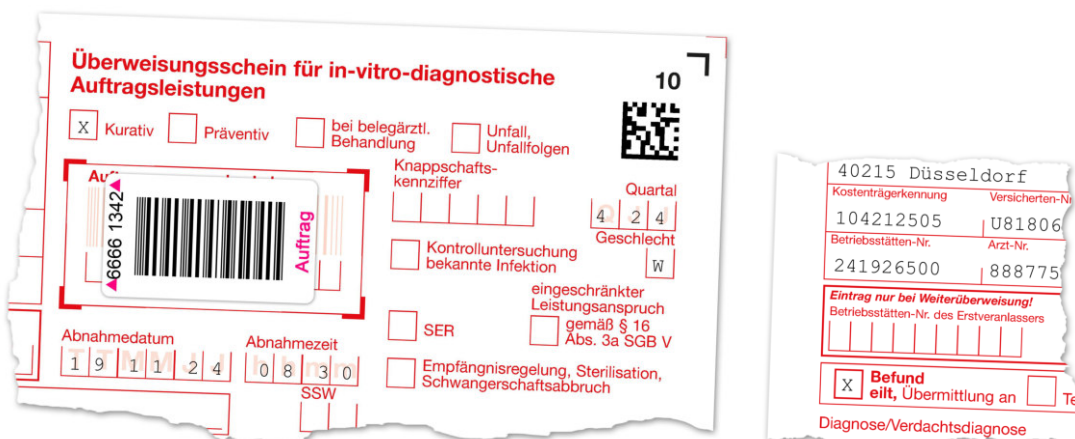 Überweisungsschein für in-vitro-diagnostische
Auftragsleistungen
10
X Kurativ
Präventiv
bei belegärztl.
Behandlung
Unfall,
Unfallfolgen
Knappschafts-
kennziffer
Quartal
4 2 4
Geschlecht
W
6666 1342
Auftrag
Kontrolluntersuchung
bekannte Infektion
eingeschränkter
Leistungsanspruch
gemäß § 16
Abs. 3a SGB V
SER
Abnahmedatum
1 9 1 1 2 4
Abnahmezeit
0 8 3 0
Empfängnisregelung, Sterilisation,
Schwangerschaftsabbruch
SSW
40215 Düsseldorf
Kostenträgerkennung
Versicherten-
104212505
U81806
Betriebsstätten-Nr.
Arzt-Nr.
241926500
888775
Eintrag nur bei Weiterüberweisung!
Betriebsstätten-Nr. des Erstveranlassers
X Befund
eilt, Übermittlung an
Diagnose/Verdachtsdiagnose